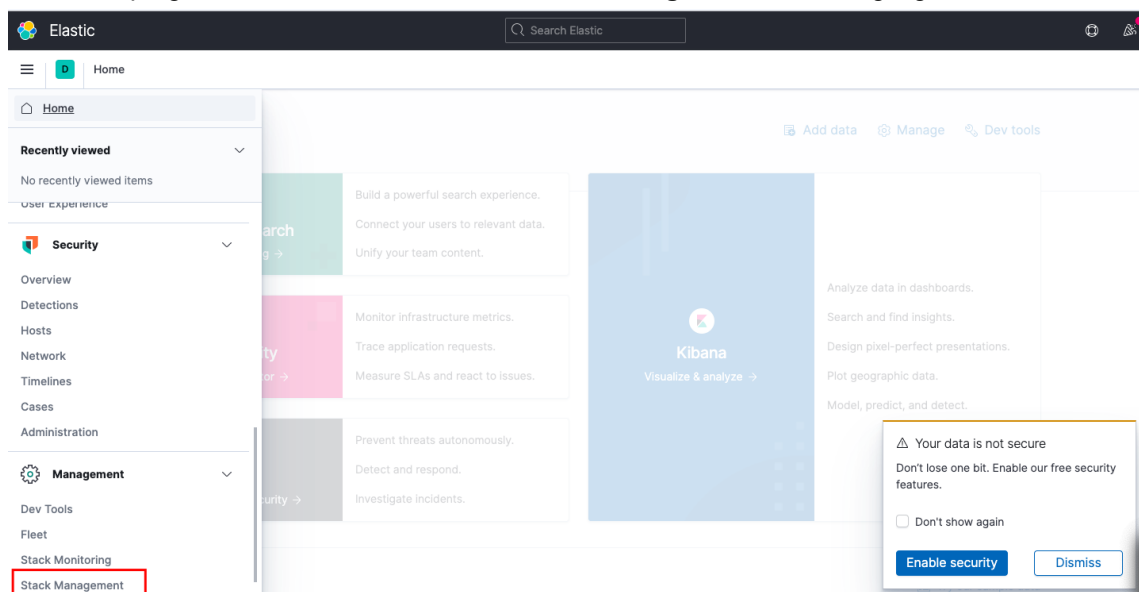 Elastic
Search Elastic
D
Home
Home
Recently viewed
No recently viewed items
User Experience
Security
Overview
Detections
Hosts
Network
Timelines
Cases
Administration
Management
Dev Tools
Fleet
Stack Monitoring
Stack Management
Add data
Manage
Dev tools
Build a powerful search experience.
Connect your users to relevant data.
Unify your team content.
Monitor infrastructure metrics.
Trace application requests.
Measure SLAs and react to issues.
Prevent threats autonomously.
Detect and respond.
Investigate incidents.
Kibana
Visualize & analyze →
Analyze data in dashboards.
Search and find insights.
Design pixel-perfect presentations.
Plot geographic data.
Model, predict, and detect.
Your data is not secure
Don't lose one bit. Enable our free security
features.
Don't show again
Enable security
Dismiss